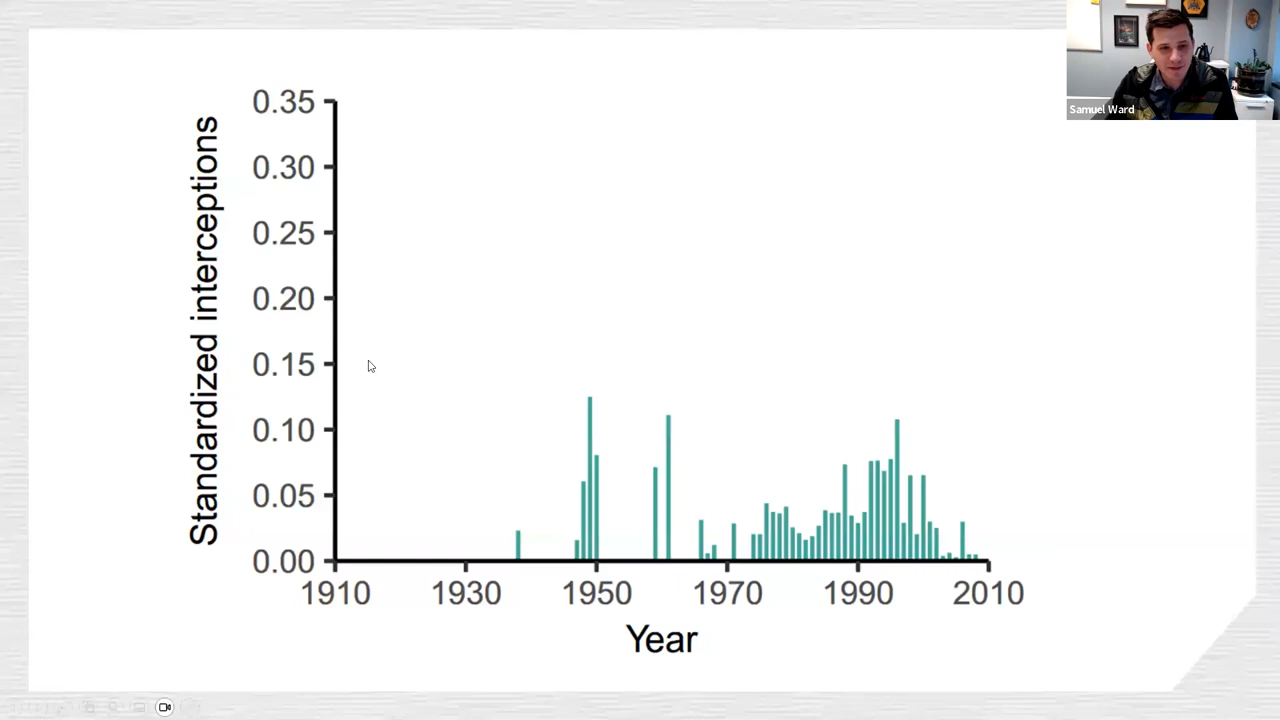 Samuel Ward
Standardized interceptions
0.35
0.30
0.25
0.20
0.15
0.10
0.05
0.00
1910 1930 1950 1970 1990 2010
Year